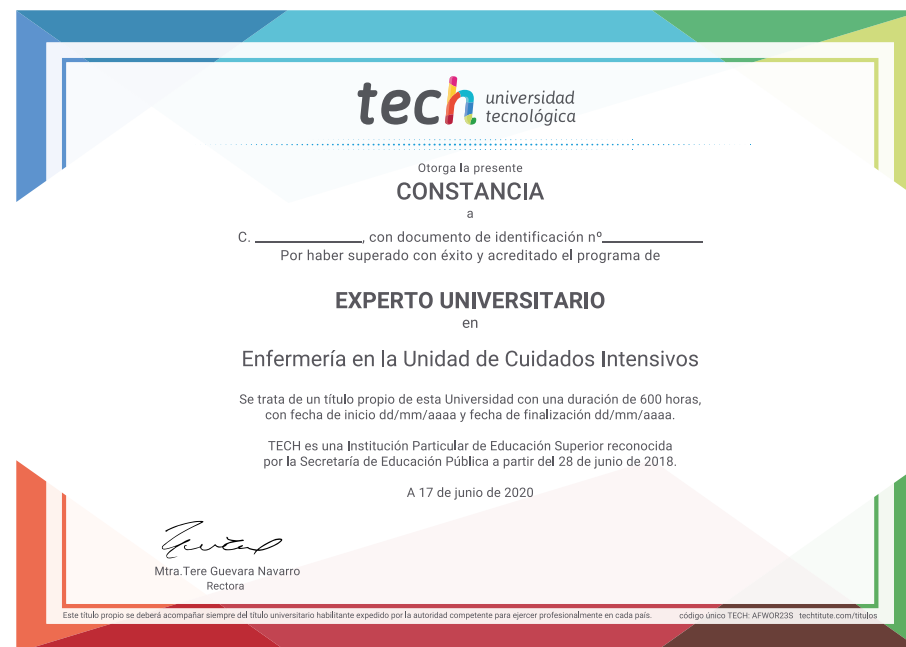 tech universidad
tecnológica
Otorga la presente
CONSTANCIA
a
C. ______________, con documento de identificación nº_____________
Por haber superado con éxito y acreditado el programa de
EXPERTO UNIVERSITARIO
en
Enfermería en la Unidad de Cuidados Intensivos
Se trata de un título propio de esta Universidad con una duración de 600 horas,
con fecha de inicio dd/mm/aaaa y fecha de finalización dd/mm/aaaa.
TECH es una Institución Particular de Educación Superior reconocida
por la Secretaría de Educación Pública a partir del 28 de junio de 2018.
A 17 de junio de 2020
Mtra.Tere Guevara Navarro
Rectora
Este título propio se deberá acompañar siempre del título universitario habilitante expedido por la autoridad competente para ejercer profesionalmente en cada país. código único TECH: AFWOR23S techtitute.com/titulos